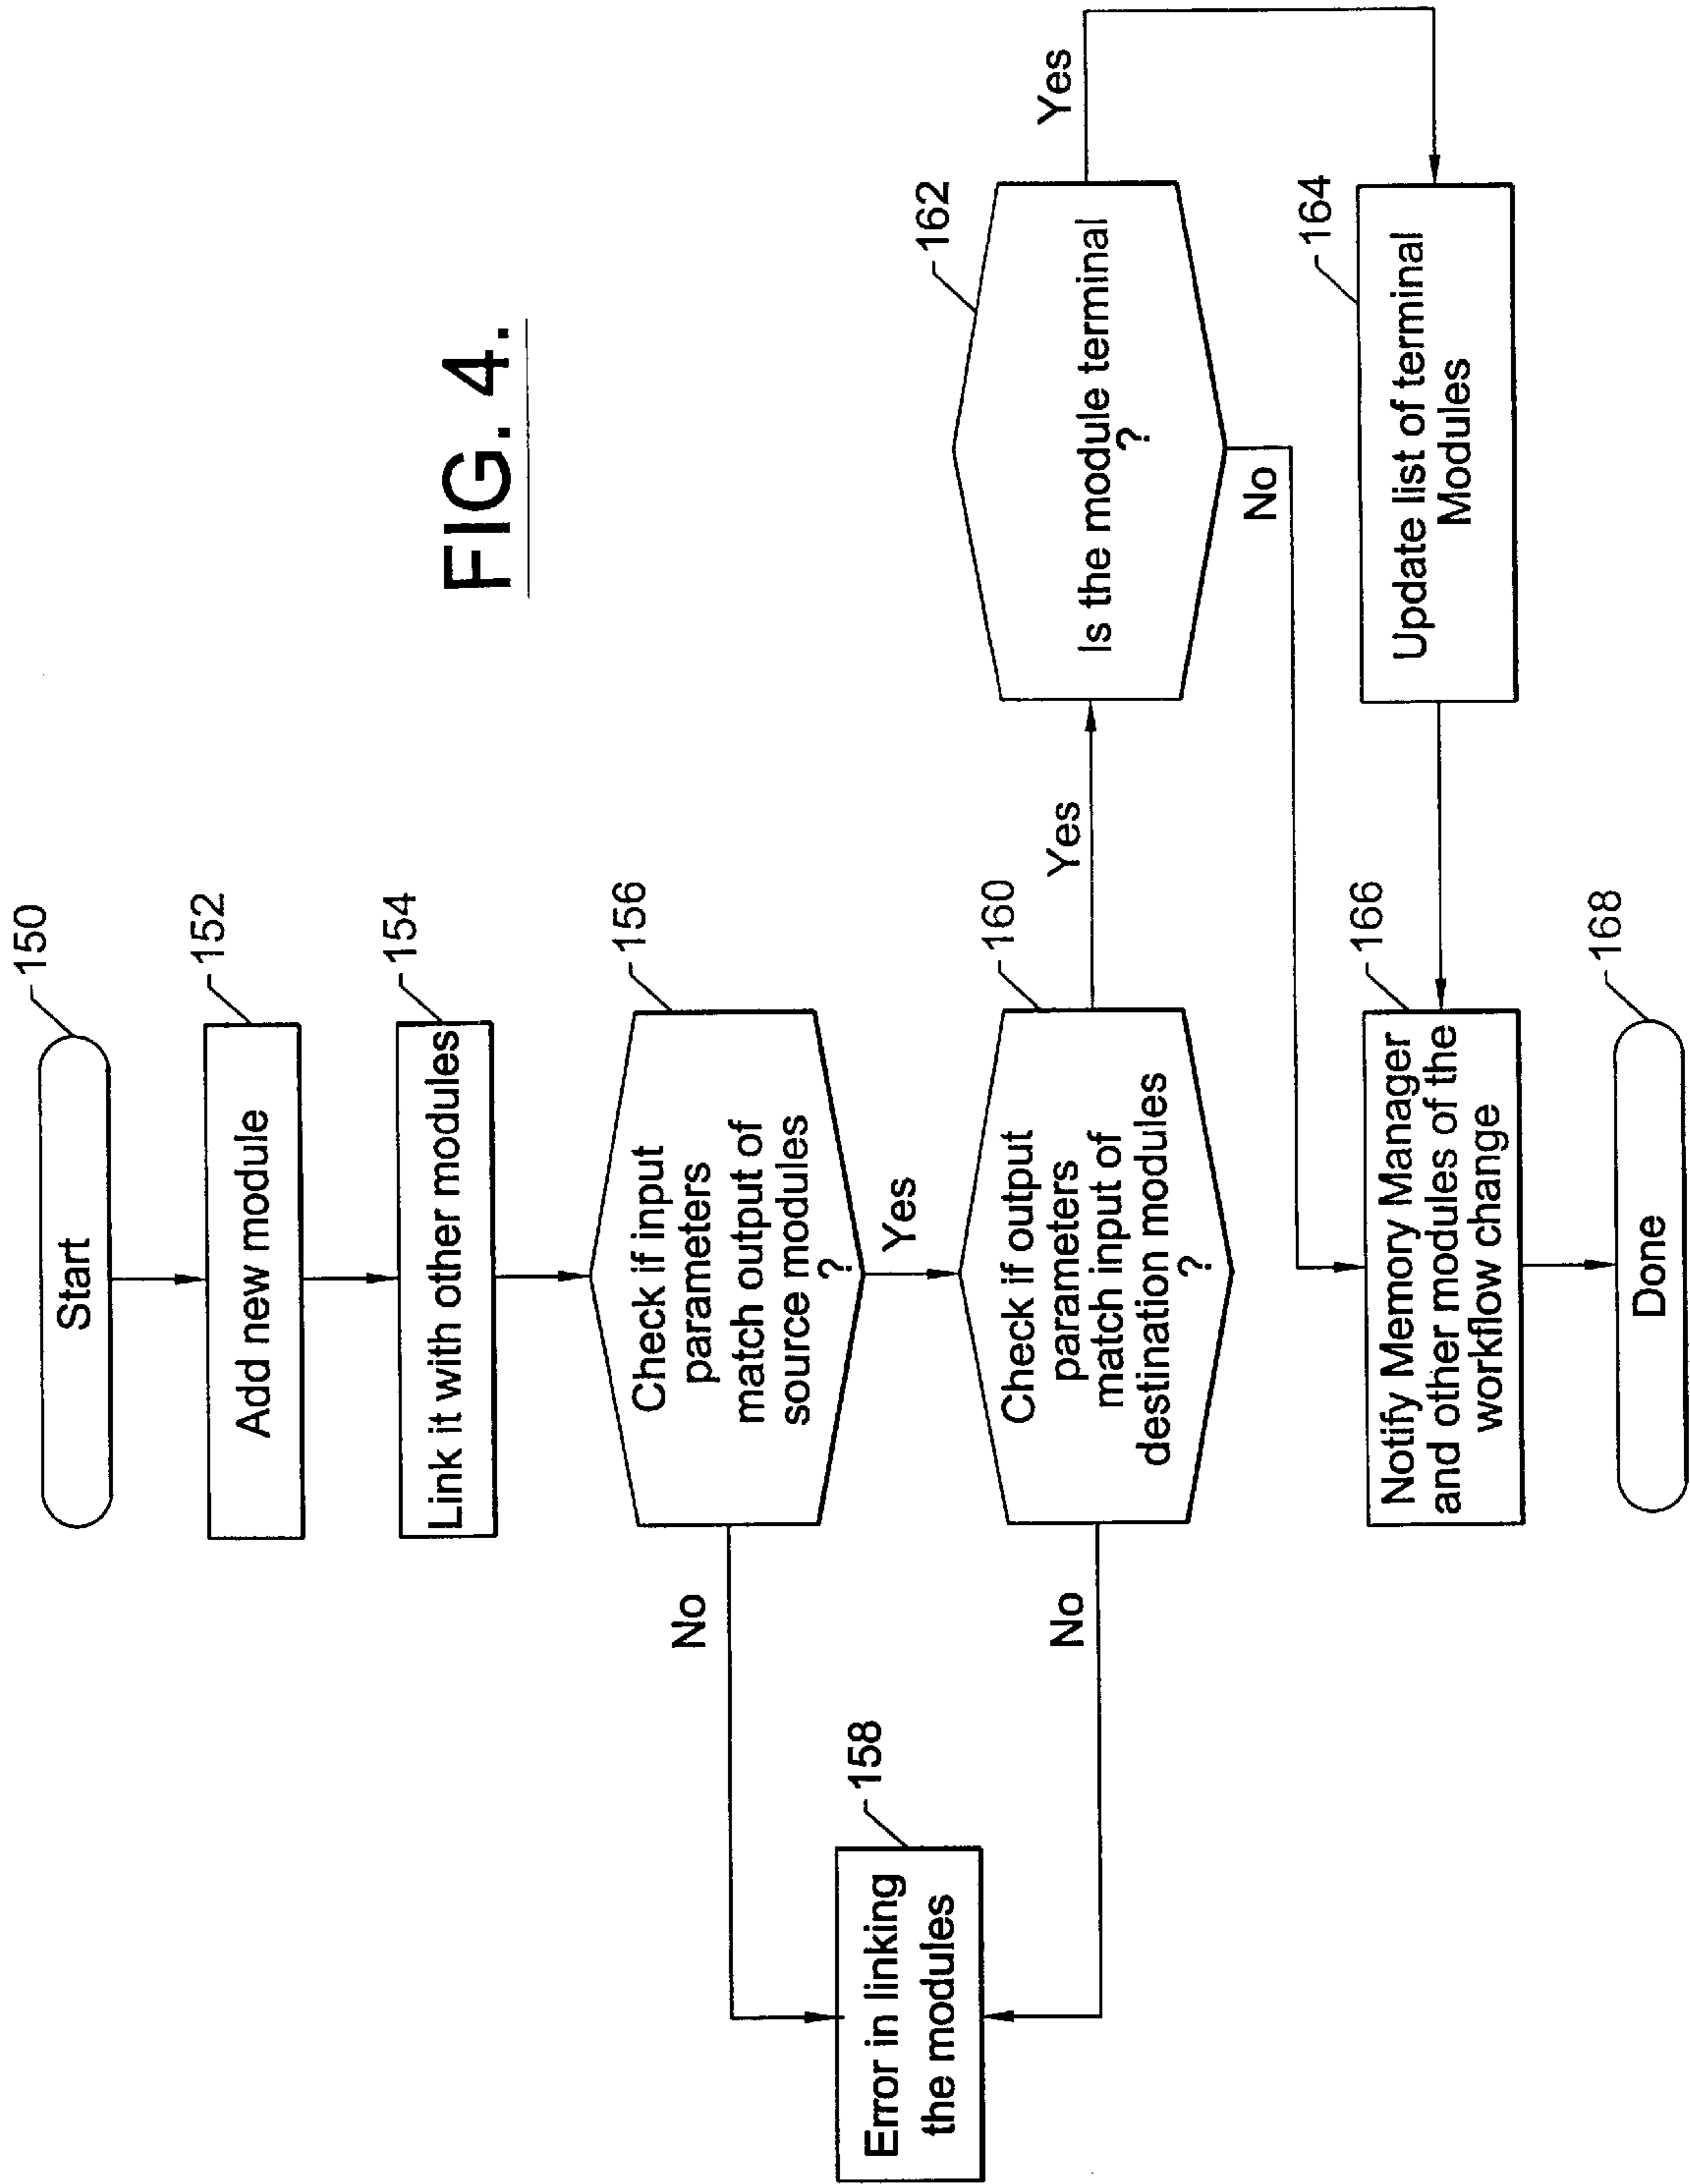 150
Start
152
Add new module
154
Link it with other modules
156
Check if input
parameters
match output of
source modules
?
No
Yes
158
Error in linking
the modules
160
Check if output
parameters
match input of
destination modules
?
No
Yes
162
Is the module terminal
?
Yes
No
164
Update list of terminal
Modules
166
Notify Memory Manager
and other modules of the
workflow change
168
Done
FIG. 4.